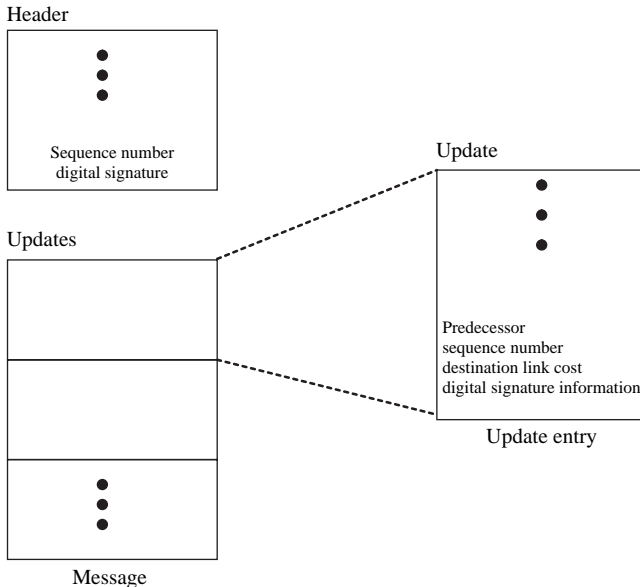 Header
Sequence number
digital signature
Updates
Message
Update
Predecessor
sequence number
destination link cost
digital signature information
Update entry